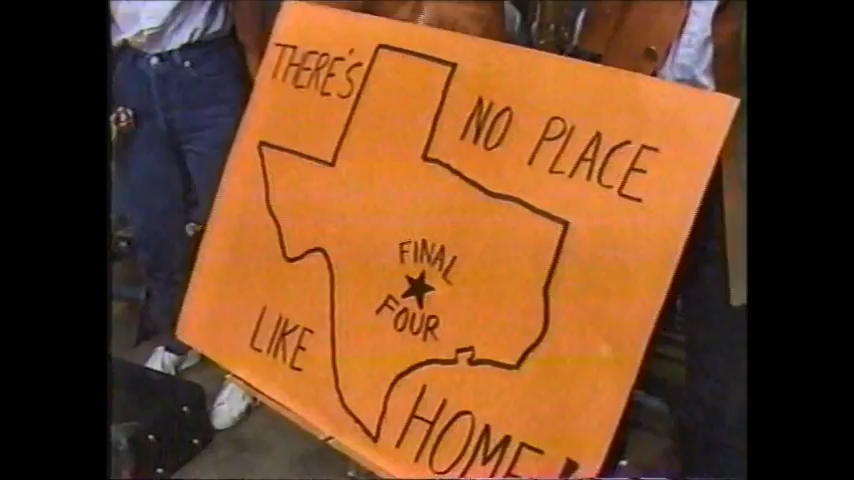 THERE'S
NO PLACE
FINAL
FOUR
LIKE
HOME!